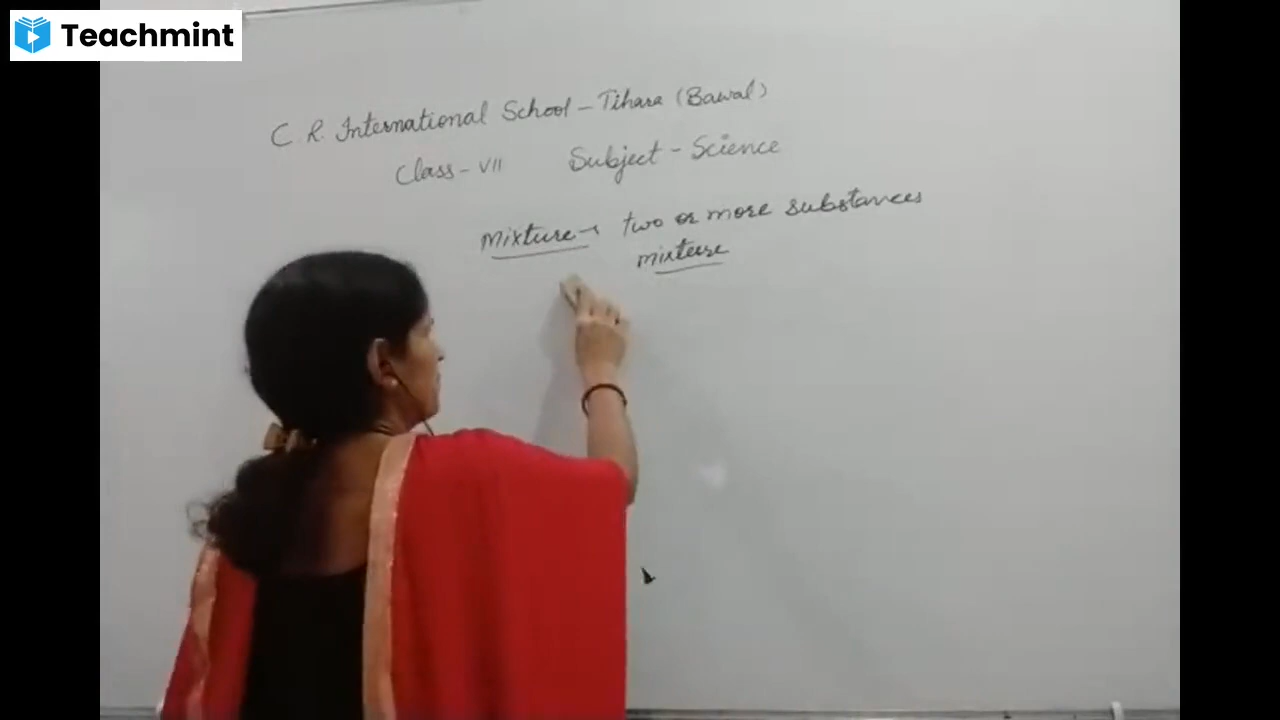 Teachmint
C. R. International School - Tihara (Bawal)
Class - VII Subject - Science
Mixture → two or more substances
mixture